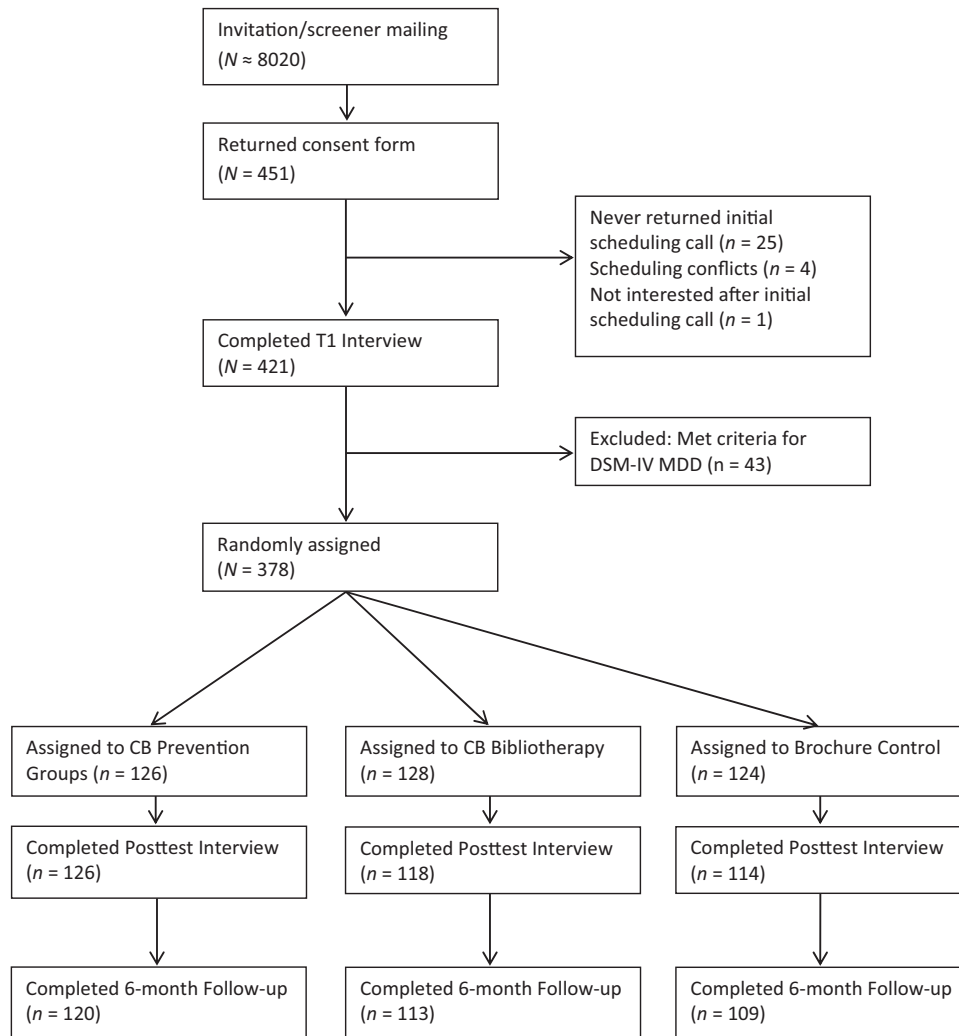 Invitation/screener mailing
(N ≈ 8020)
Returned consent form
(N = 451)
Never returned initial
scheduling call (n = 25)
Scheduling conflicts (n = 4)
Not interested after initial
scheduling call (n = 1)
Completed T1 Interview
(N = 421)
Excluded: Met criteria for
DSM-IV MDD (n = 43)
Randomly assigned
(N = 378)
Assigned to CB Prevention
Groups (n = 126)
Assigned to CB Bibliotherapy
(n = 128)
Assigned to Brochure Control
(n = 124)
Completed Posttest Interview
(n = 126)
Completed Posttest Interview
(n = 118)
Completed Posttest Interview
(n = 114)
Completed 6-month Follow-up
(n = 120)
Completed 6-month Follow-up
(n = 113)
Completed 6-month Follow-up
(n = 109)